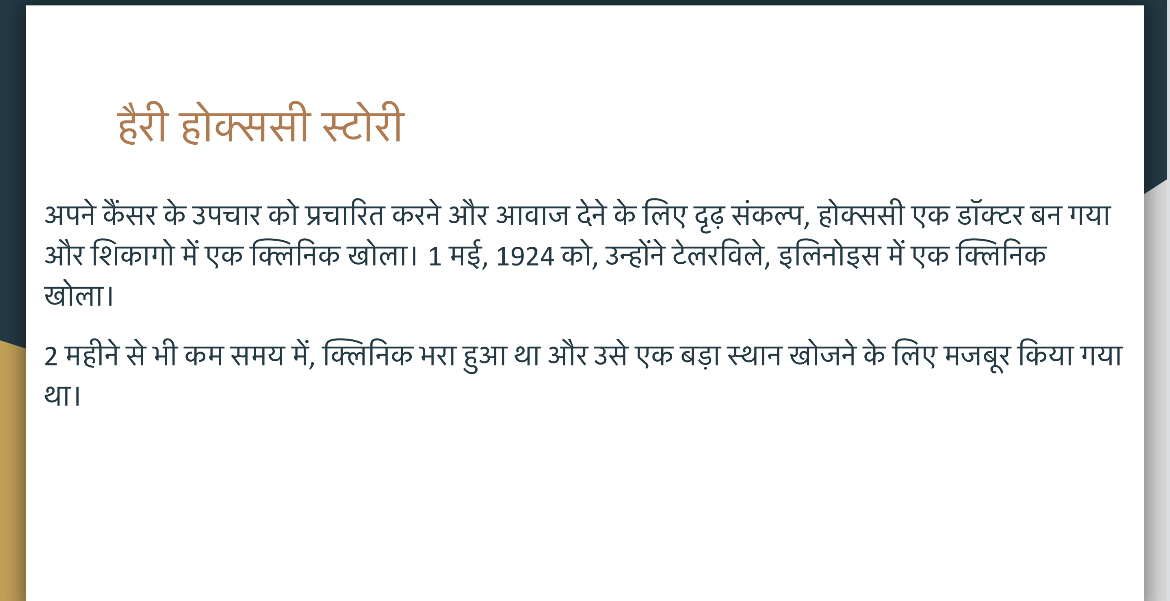 हैरी होक्ससी स्टोरी
अपने कैंसर के उपचार को प्रचारित करने और आवाज देने के लिए दृढ़ संकल्प, होक्ससी एक डॉक्टर बन गया
और शिकागो में एक क्लिनिक खोला। 1 मई, 1924 को, उन्होंने टेलरविले, इलिनोइस में एक क्लिनिक
खोला।
2 महीने से भी कम समय में, क्लिनिक भरा हुआ था और उसे एक बड़ा स्थान खोजने के लिए मजबूर किया गया
था।